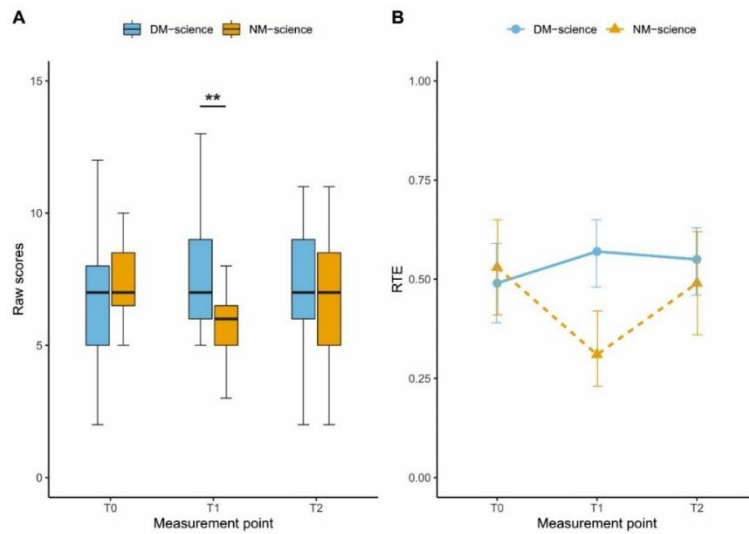 A
DM−science NM−science
15
10
5
0
Raw scores
**
T0 T1 T2
Measurement point
B
DM−science NM−science
1.00
0.75
0.50
0.25
0.00
RTE
T0 T1 T2
Measurement point